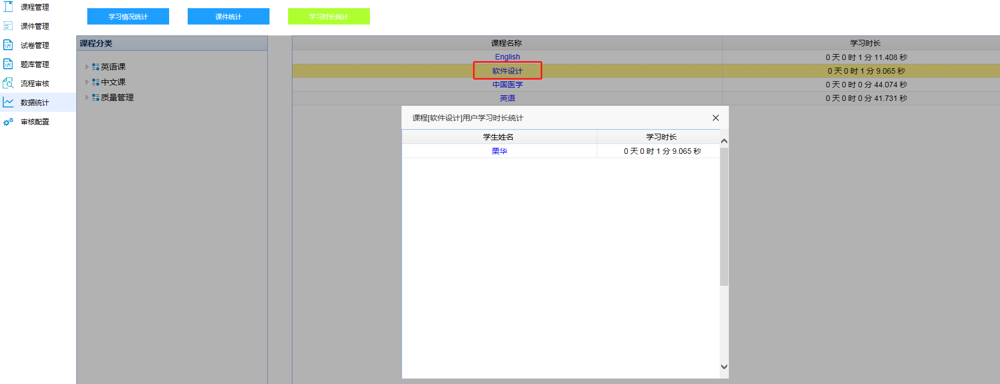 课程管理
课件管理
试卷管理
题库管理
流程审核
数据统计
审核配置
学习情况统计
课件统计
学习时长统计
课程分类
英语课
中文课
质量管理
课程名称 学习时长
English 0 天 0 时 1 分 11.408 秒
软件设计 0 天 0 时 1 分 9.065 秒
中国医学 0 天 0 时 0 分 44.074 秒
英语 0 天 0 时 0 分 41.731 秒
课程[软件设计]用户学习时长统计
学生姓名 学习时长
栗华 0 天 0 时 1 分 9.065 秒